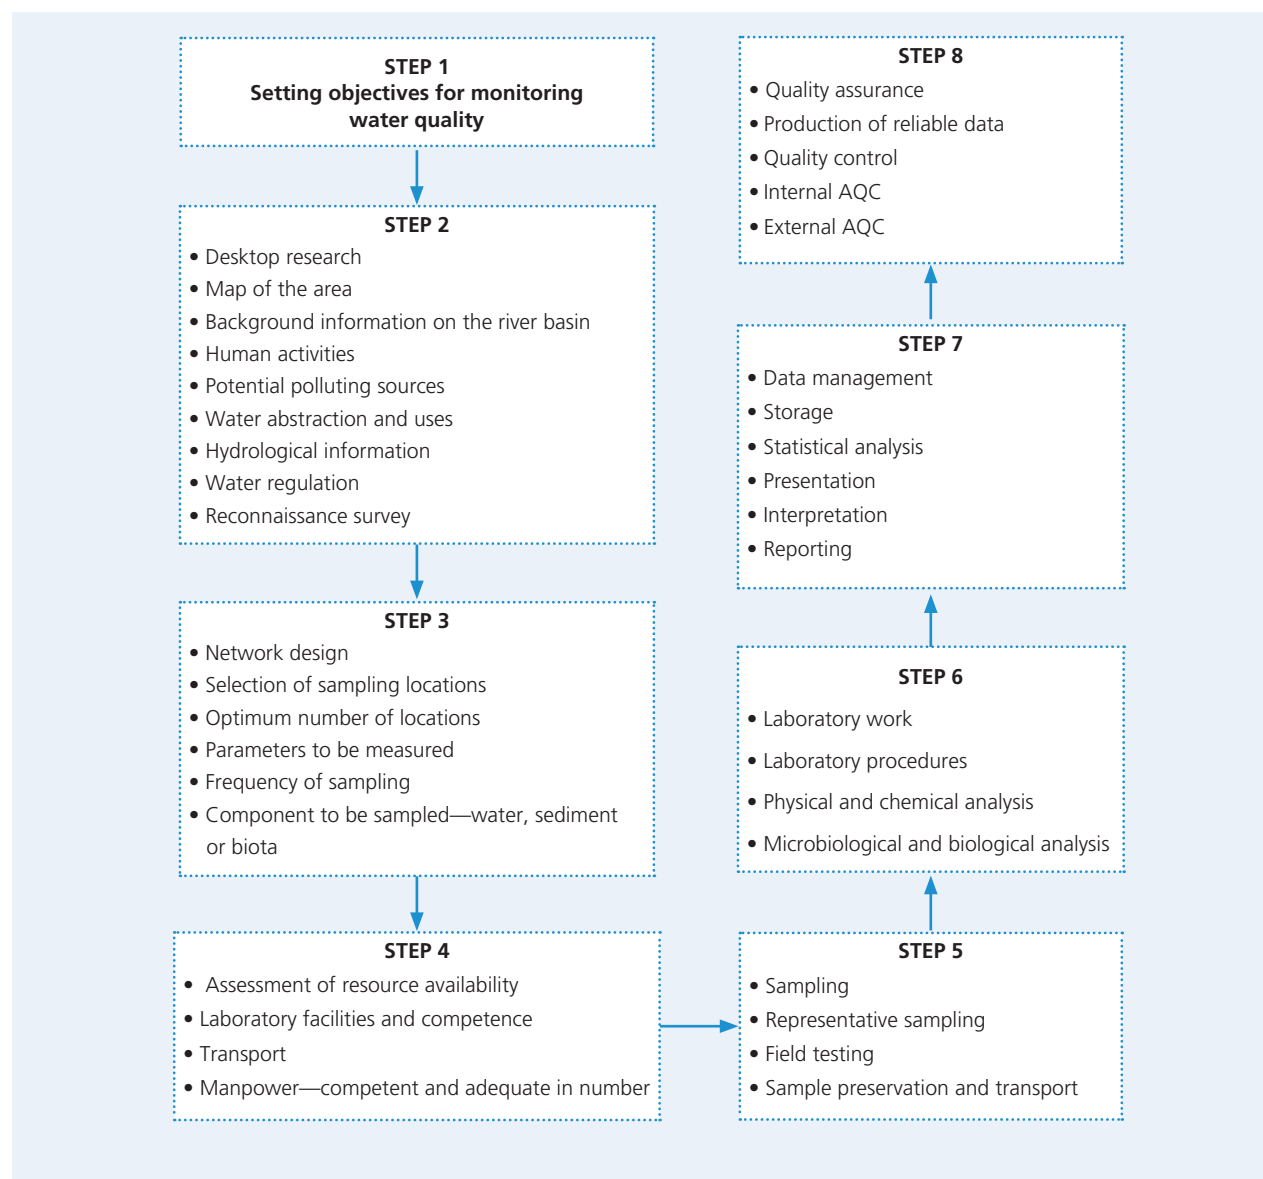 STEP 1
Setting objectives for monitoring
water quality
STEP 2
• Desktop research
• Map of the area
• Background information on the river basin
• Human activities
• Potential polluting sources
• Water abstraction and uses
• Hydrological information
• Water regulation
• Reconnaissance survey
STEP 3
• Network design
• Selection of sampling locations
• Optimum number of locations
• Parameters to be measured
• Frequency of sampling
• Component to be sampled—water, sediment
or biota
STEP 4
• Assessment of resource availability
• Laboratory facilities and competence
• Transport
• Manpower—competent and adequate in number
STEP 5
• Sampling
• Representative sampling
• Field testing
• Sample preservation and transport
STEP 6
• Laboratory work
• Laboratory procedures
• Physical and chemical analysis
• Microbiological and biological analysis
STEP 7
• Data management
• Storage
• Statistical analysis
• Presentation
• Interpretation
• Reporting
STEP 8
• Quality assurance
• Production of reliable data
• Quality control
• Internal AQC
• External AQC